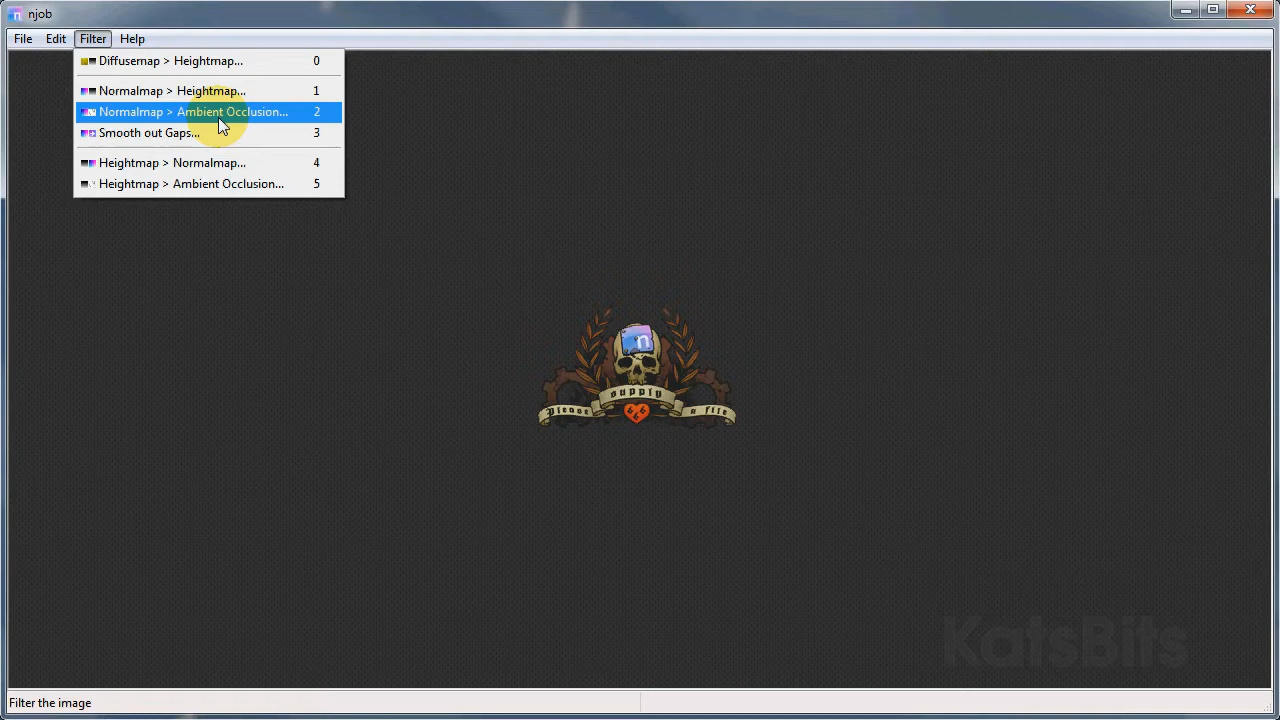 njob
File Edit Filter Help
Diffusemap > Heightmap... 0
Normalmap > Heightmap... 1
Normalmap > Ambient Occlusion... 2
Smooth out Gaps... 3
Heightmap > Normalmap... 4
Heightmap > Ambient Occlusion... 5
n
Please supply a file
KatsBits
Filter the image